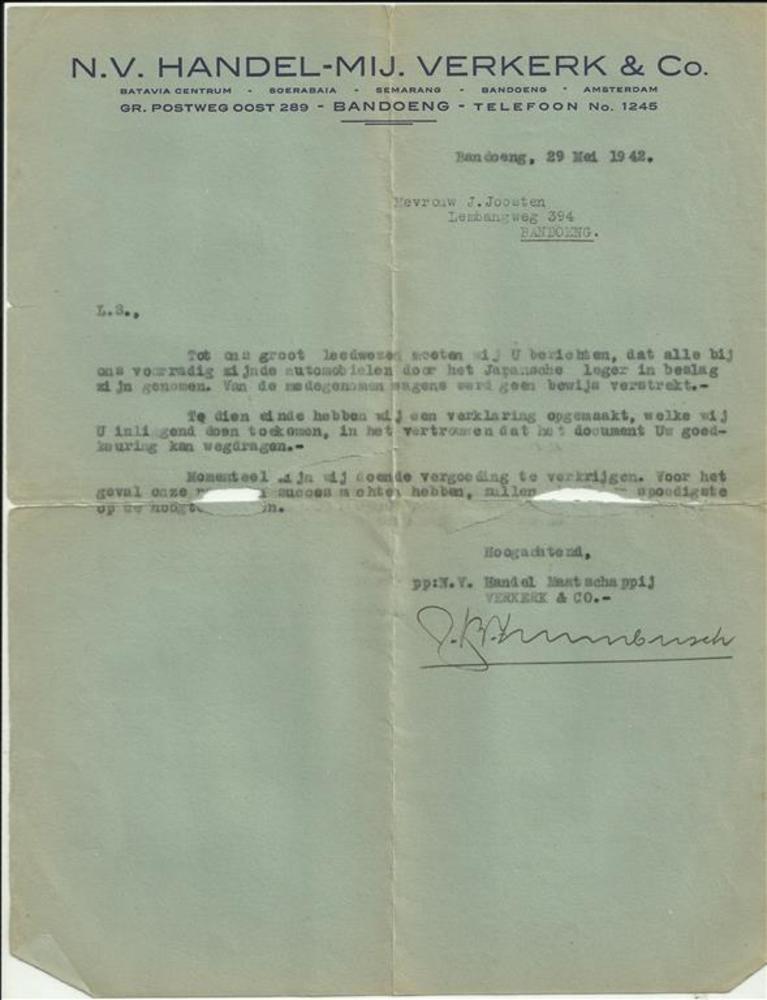 N.V. HANDEL-MIJ. VERKERK & Co.
BATAVIA CENTRUM - SOERABAIA - SEMARANG - BANDOENG - AMSTERDAM
GR. POSTWEG OOST 289 - BANDOENG - TELEFOON No. 1245
Bandoeng, 29 Mei 1942.
Mevrouw J.Joosten
Lembangweg 394
BANDOENG.
L.S.,
Tot ons groot leedwezen moeten wij U berichten, dat alle bij
ons voorradig zijnde automobielen door het Japansche leger in beslag
zijn genomen. Van de medegenomen wagens werd geen bewijs verstrekt.-
Te dien einde hebben wij een verklaring opgemaakt, welke wij
U inliggend doen toekomen, in het vertrouwen dat het document Uw goed-
keuring kan wegdragen.-
Momenteel zijn wij doende vergoeding te verkrijgen. Voor het
geval onze succes mochten hebben, zullen spoedigste
op de
Hoogachtend,
pp:N.V. Handel Maatschappij
VERKERK & CO.-